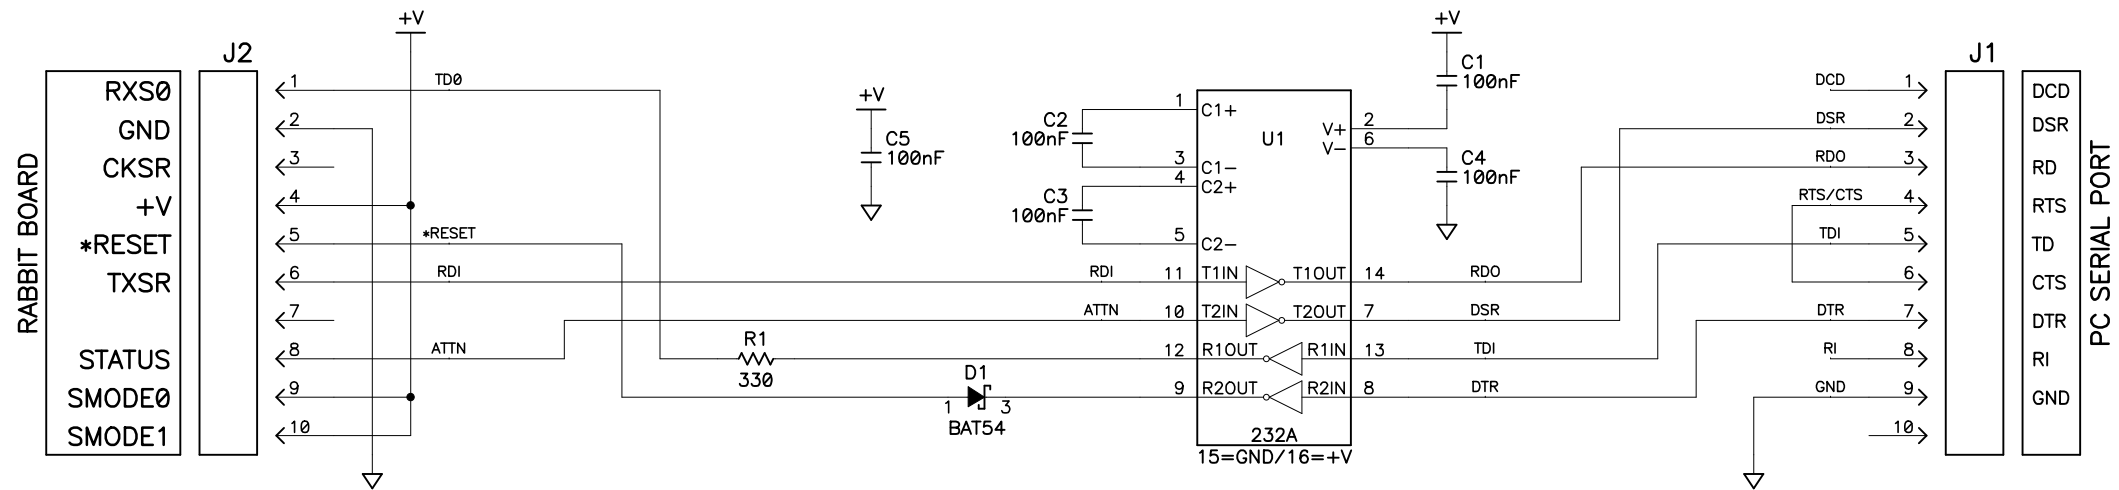 RABBIT BOARD
J2
RXS0
GND
CKSR
+V
*RESET
TXSR
STATUS
SMODE0
SMODE1
1
2
3
4
5
6
7
8
9
10
+V
TD0
*RESET
RDI
ATTN
+V
C5
100nF
R1
330
D1
1 3
BAT54
C2
100nF
C3
100nF
RDI
ATTN
1 C1+
3 C1-
4 C2+
5 C2-
11 T1IN T1OUT 14
10 T2IN T2OUT 7
12 R1OUT R1IN 13
9 R2OUT R2IN 8
U1
V+ 2
V- 6
232A
15=GND/16=+V
+V
C1
100nF
C4
100nF
RDO
DSR
TDI
DTR
J1
DCD 1 DCD
DSR 2 DSR
RDO 3 RD
RTS/CTS 4 RTS
TDI 5 TD
6 CTS
DTR 7 DTR
RI 8 RI
GND 9 GND
10
PC SERIAL PORT